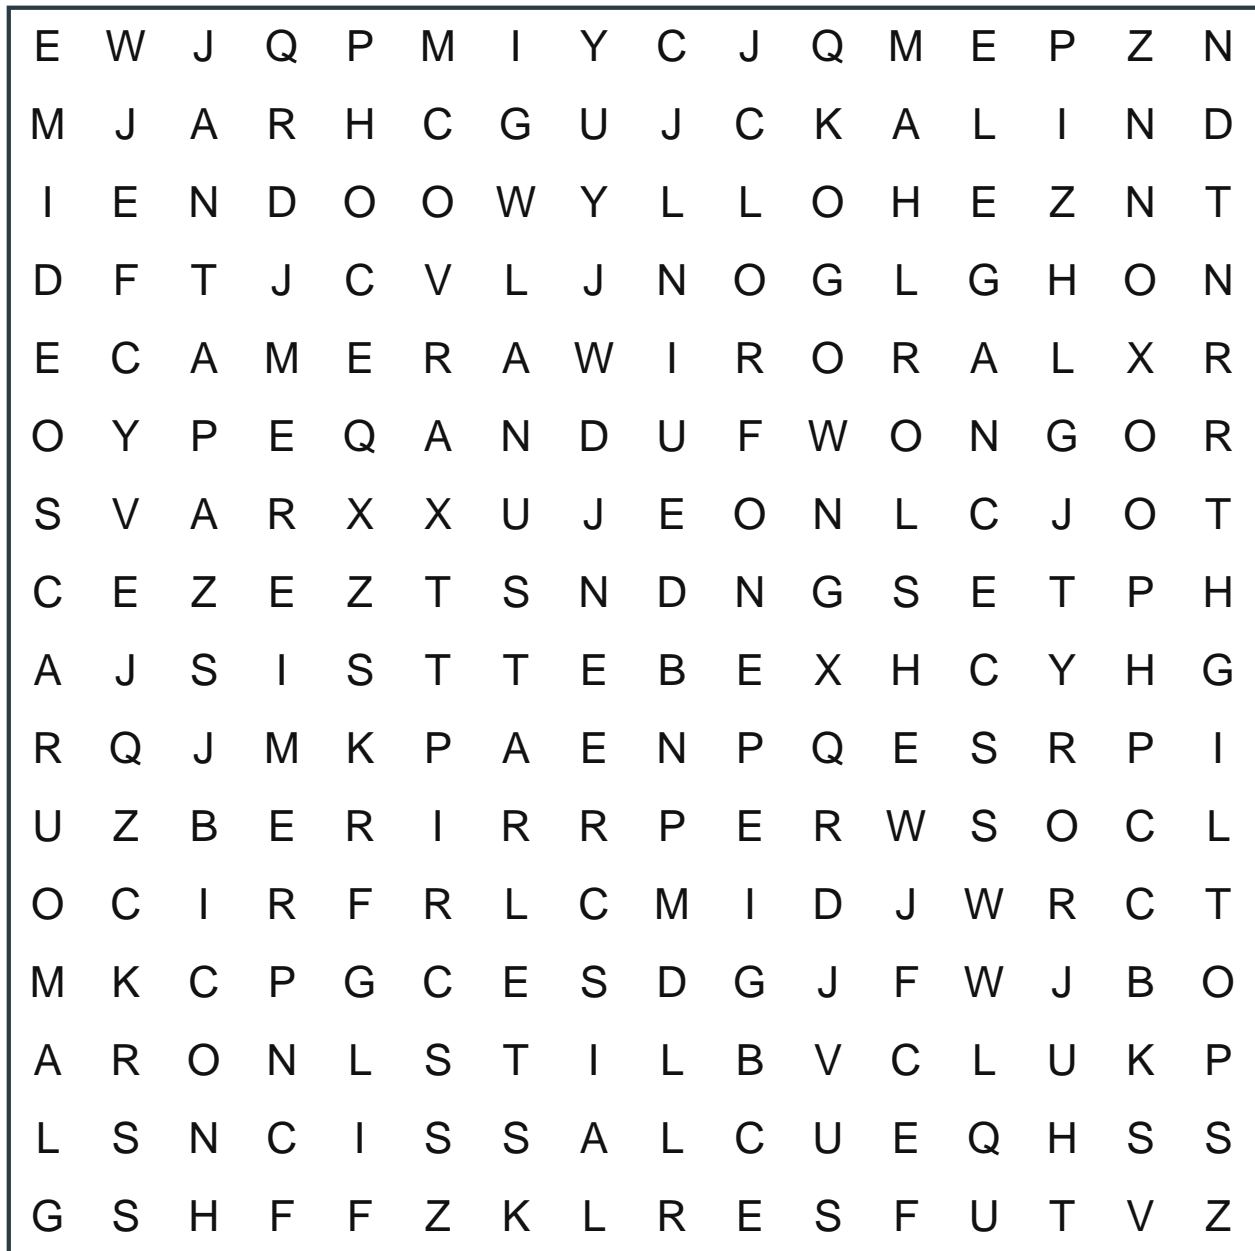 E W J Q P M I Y C J Q M E P Z N
M J A R H C G U J C K A L I N D
I E N D O O W Y L L O H E Z N T
D F T J C V L J N O G L G H O N
E C A M E R A W I R O R A L X R
O Y P E Q A N D U F W O N G O R
S V A R X X U J E O N L C J O T
C E Z E Z T S N D N G S E T P H
A J S I S T T E B E X H C Y H G
R Q J M K P A E N P Q E S R P I
U Z B E R I R R P E R W S O C L
O C I R F R L C M I D J W R C T
M K C P G C E S D G J F W J B O
A R O N L S T I L B V C L U K P
L S N C I S S A L C U E Q H S S
G S H F F Z K L R E S F U T V Z